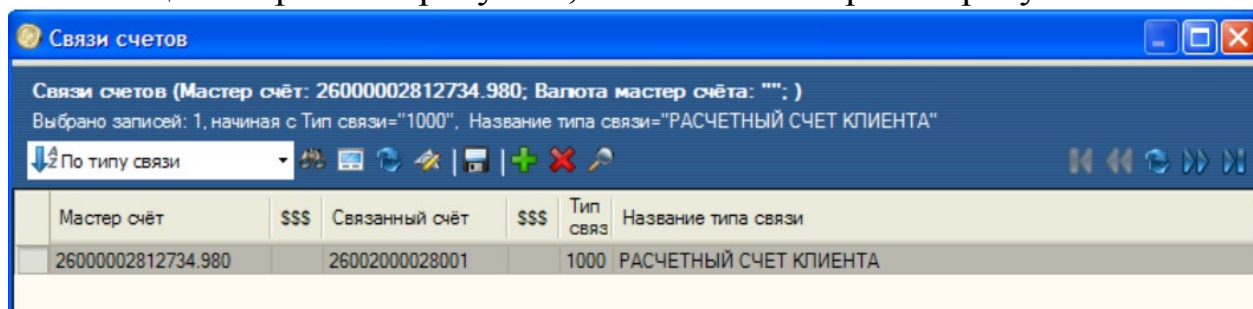 Связи счетов
Связи счетов (Мастер счёт: 26000002812734.980; Валюта мастер счёта: ""; )
Выбрано записей: 1, начиная с Тип связи="1000", Название типа связи="РАСЧЕТНЫЙ СЧЕТ КЛИЕНТА"
По типу связи
Мастер счёт $$$ Связанный счёт $$$ Тип связ Название типа связи
26000002812734.980 26002000028001 1000 РАСЧЕТНЫЙ СЧЕТ КЛИЕНТА